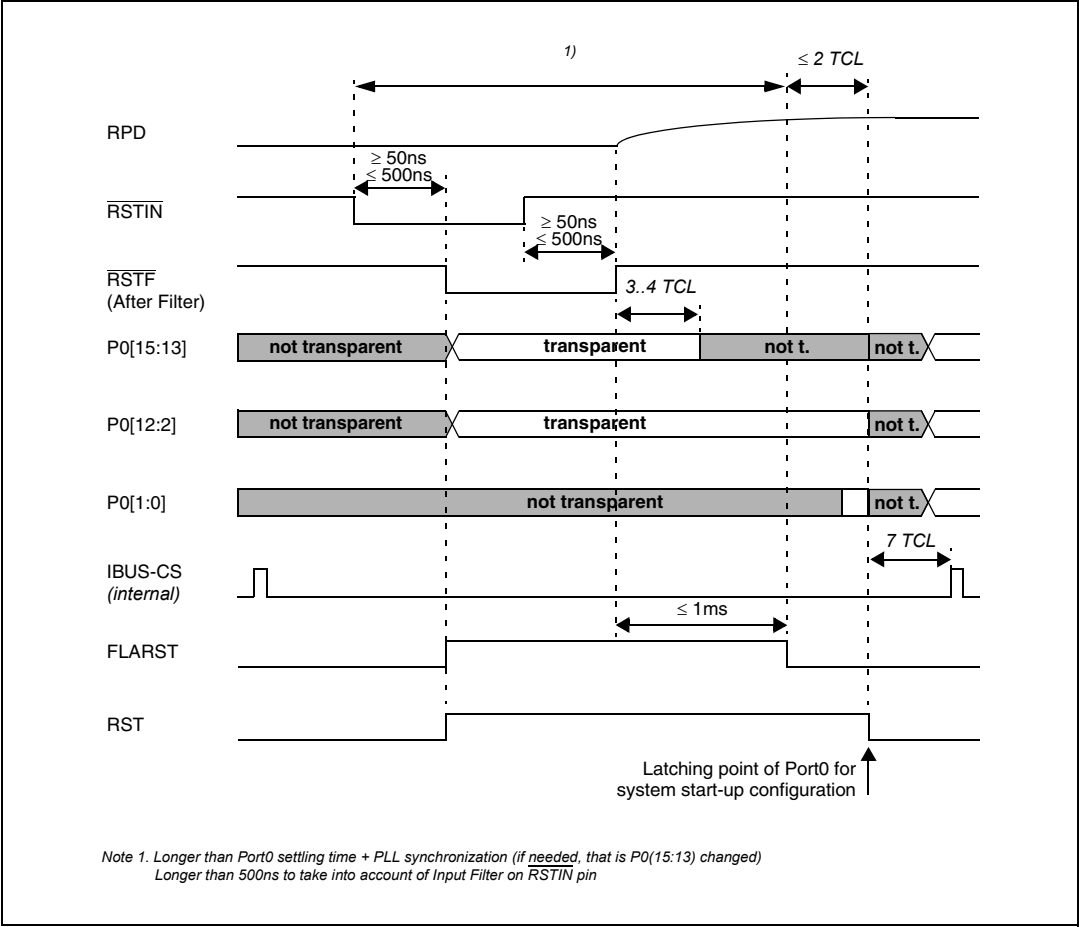 1)
≤ 2 TCL
RPD
≥ 50ns
≤ 500ns
RSTIN
≥ 50ns
≤ 500ns
RSTF
(After Filter)
3..4 TCL
P0[15:13]
not transparent
transparent
not t.
not t.
P0[12:2]
not transparent
transparent
not t.
P0[1:0]
not transparent
not t.
7 TCL
IBUS-CS
(internal)
≤ 1ms
FLARST
RST
Latching point of Port0 for
system start-up configuration
Note 1. Longer than Port0 settling time + PLL synchronization (if needed, that is P0(15:13) changed)
Longer than 500ns to take into account of Input Filter on RSTIN pin